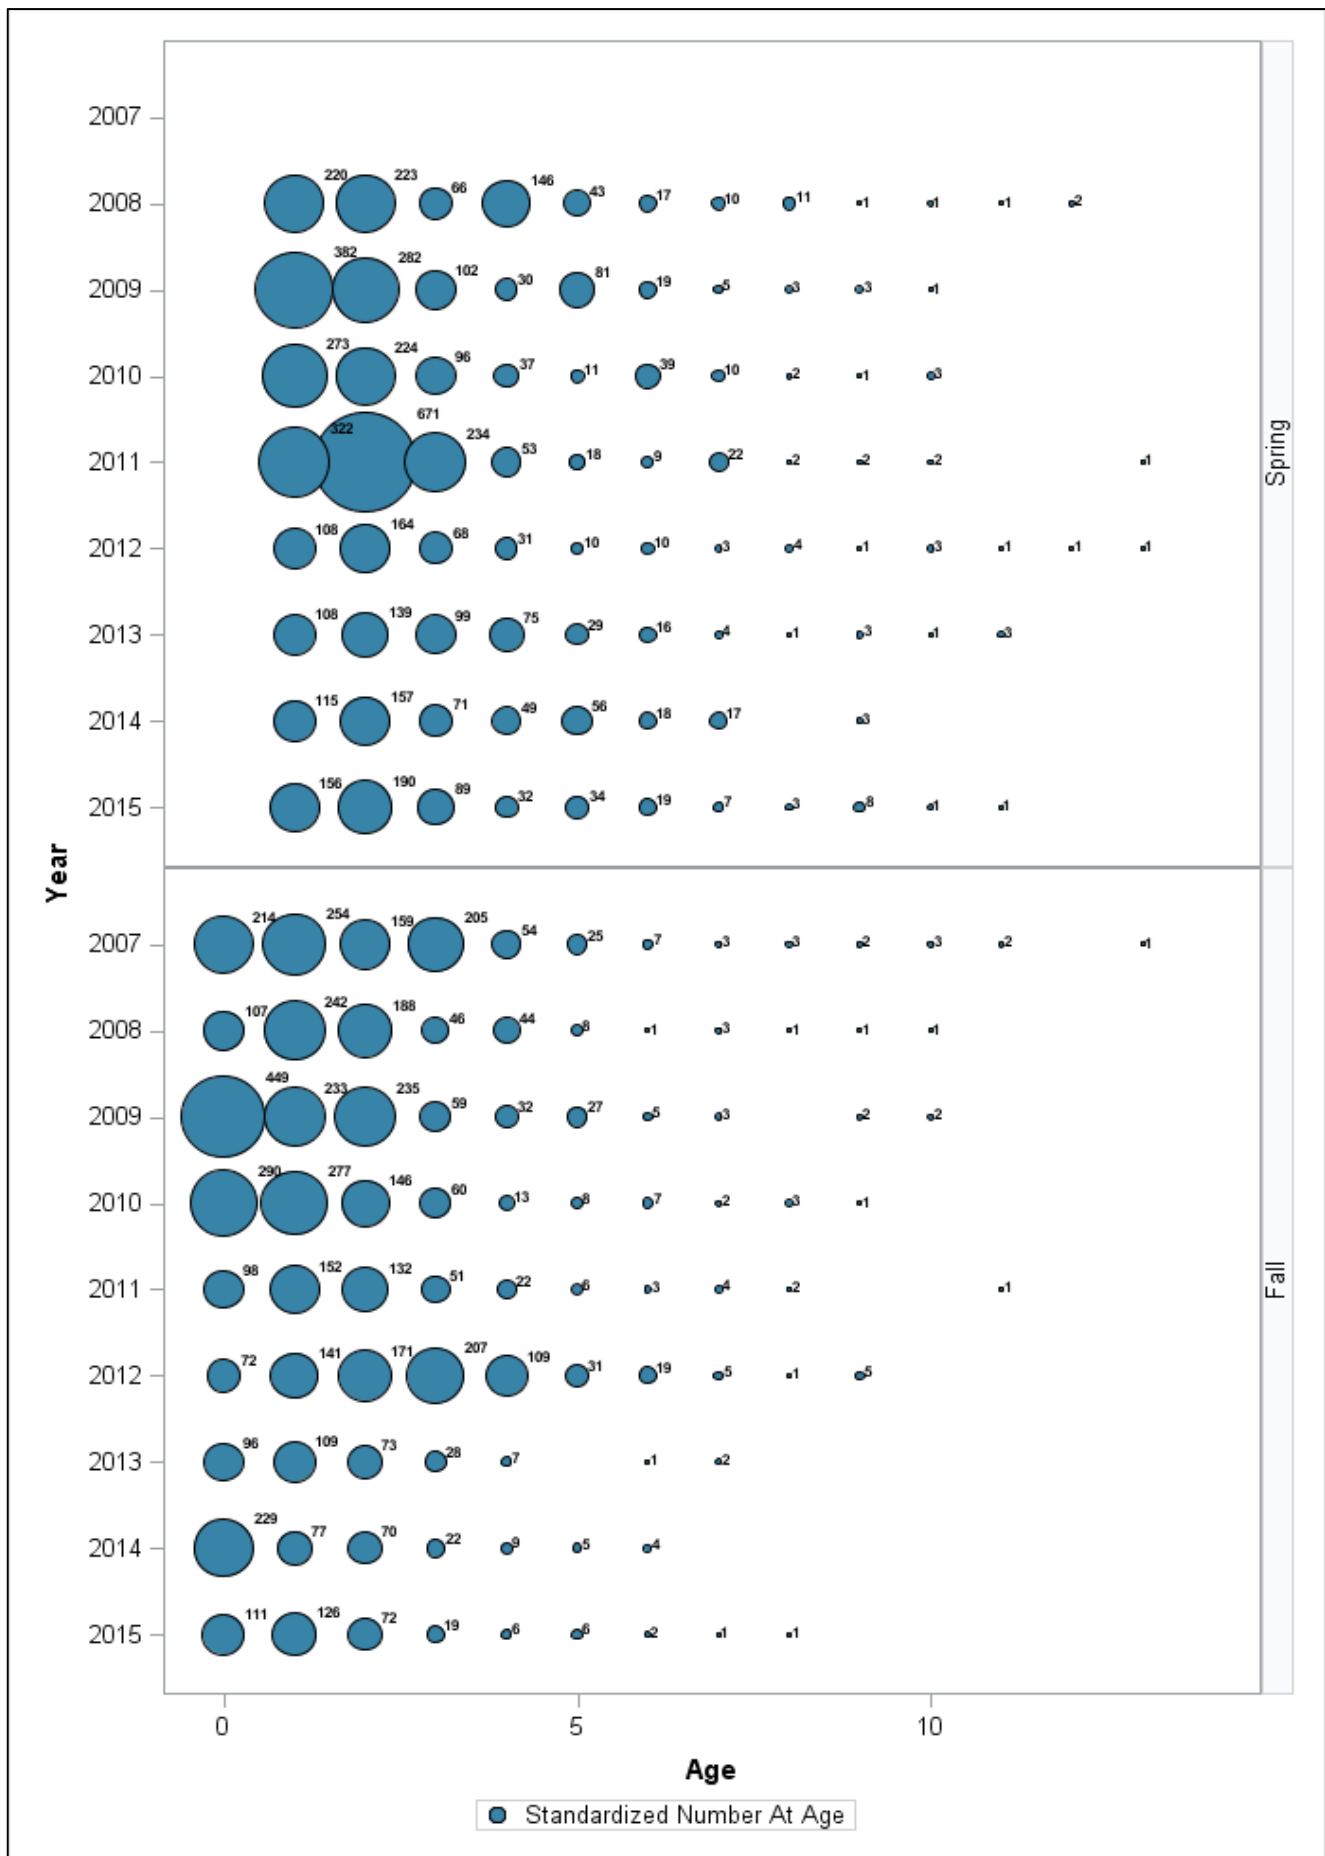 2007
2008 220 223 66 146 43 17 10 11 1 1 1 2
2009 382 282 102 30 81 19 5 3 3 1
2010 273 224 96 37 11 39 10 2 1 3
2011 322 671 234 53 18 9 22 2 2 2 1
2012 108 164 68 31 10 10 3 4 1 3 1 1 1
2013 108 139 99 75 29 16 4 1 3 1 3
2014 115 157 71 49 56 18 17 3
2015 156 190 89 32 34 19 7 3 8 1 1
Spring
Year
2007 214 254 159 205 54 25 7 3 3 2 3 2 1
2008 107 242 188 46 44 8 1 3 1 1 1
2009 449 233 235 59 32 27 5 3 2 2
2010 290 277 146 60 13 8 7 2 3 1
2011 98 152 132 51 22 6 3 4 2 1
2012 72 141 171 207 109 31 19 5 1 5
2013 96 109 73 28 7 1 2
2014 229 77 70 22 9 5 4
2015 111 126 72 19 6 6 2 1 1
Fall
0 5 10
Age
Standardized Number At Age